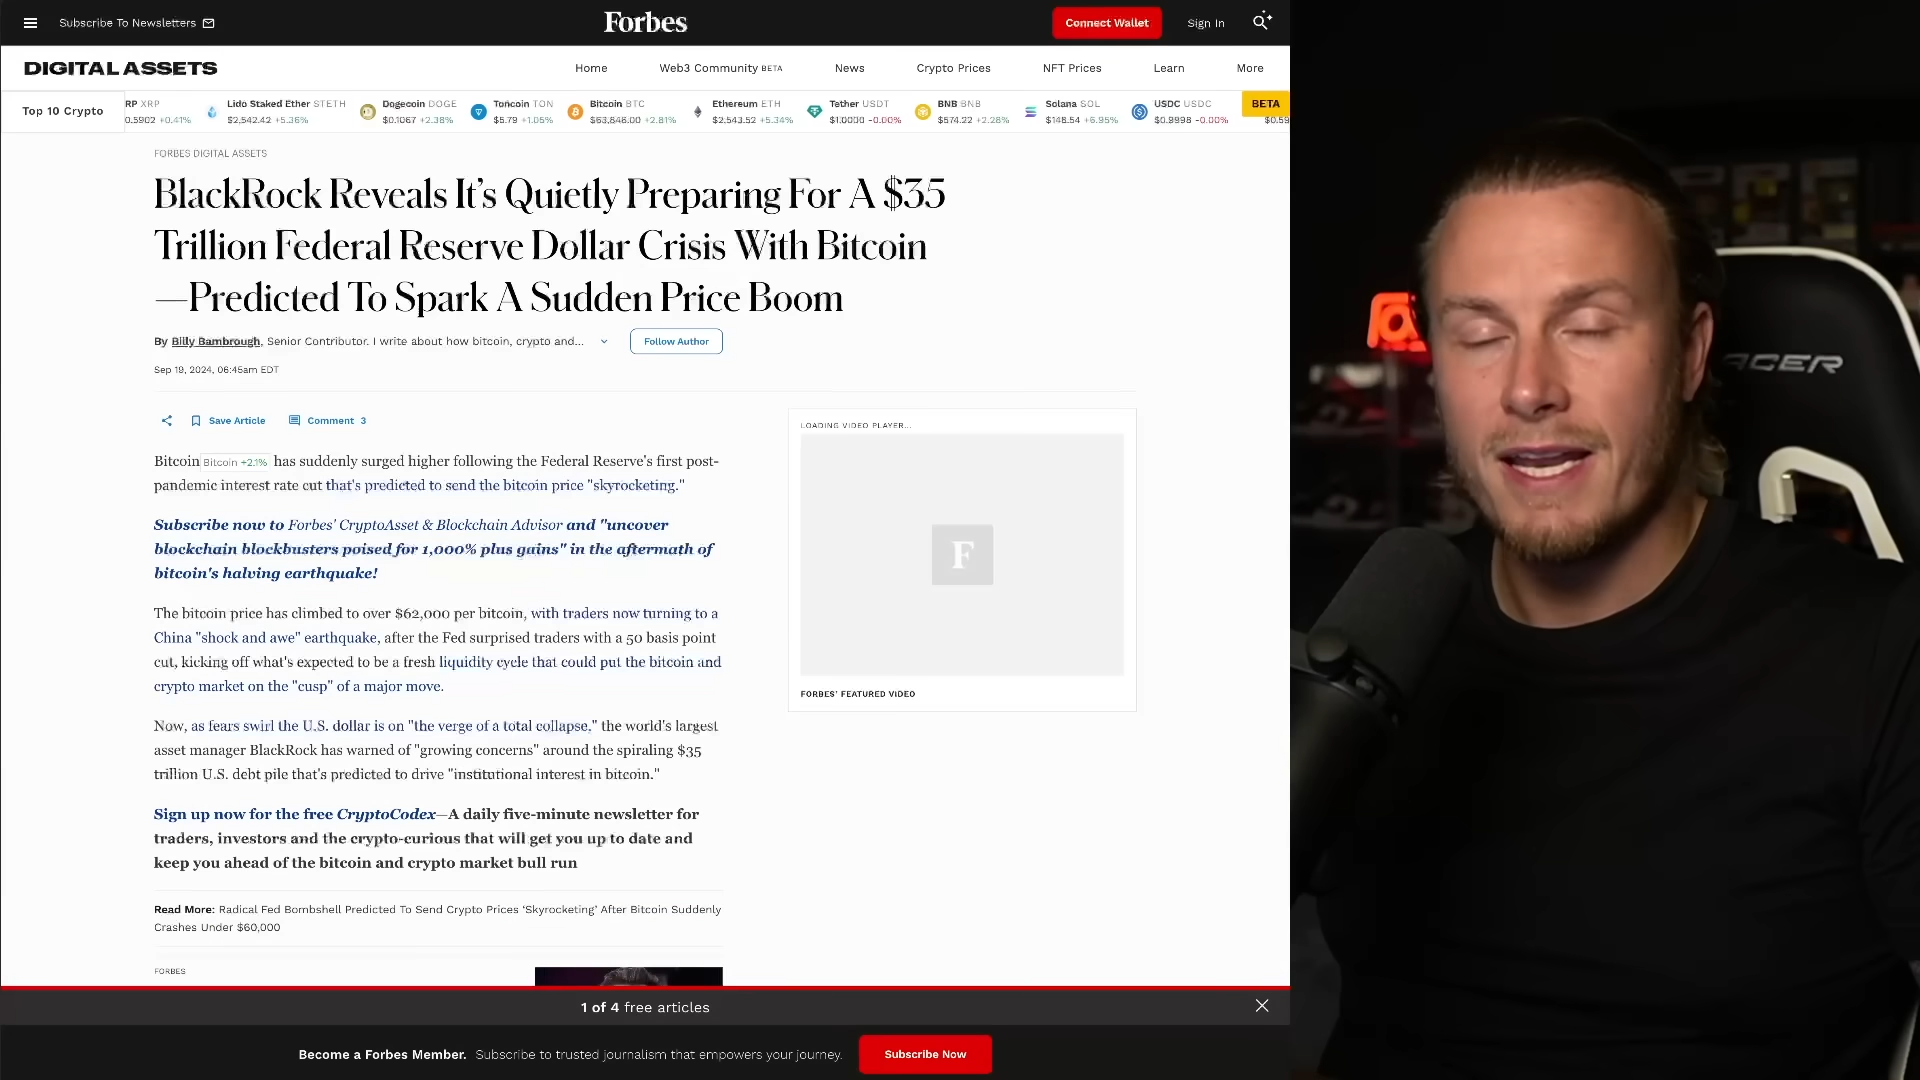 Subscribe To Newsletters
Forbes
Connect Wallet
Sign In
DIGITAL ASSETS
Home
Web3 Community BETA
News
Crypto Prices
NFT Prices
Learn
More
Top 10 Crypto
RP XRP
0.5902 +0.41%
Lido Staked Ether STETH
$2,542.42 +5.36%
Dogecoin DOGE
$0.1067 +2.38%
Toncoin TON
$5.79 +1.05%
Bitcoin BTC
$63,846.00 +2.81%
Ethereum ETH
$2,543.52 +5.34%
Tether USDT
$1.0000 -0.00%
BNB BNB
$574.22 +2.28%
Solana SOL
$148.54 +6.95%
USDC USDC
$0.9998 -0.00%
BETA
$0.59
FORBES DIGITAL ASSETS
BlackRock Reveals It’s Quietly Preparing For A $35
Trillion Federal Reserve Dollar Crisis With Bitcoin
—Predicted To Spark A Sudden Price Boom
By Billy Bambrough, Senior Contributor. I write about how bitcoin, crypto and...
Follow Author
Sep 19, 2024, 06:45am EDT
Save Article
Comment 3
LOADING VIDEO PLAYER...
Bitcoin Bitcoin +2.1% has suddenly surged higher following the Federal Reserve's first post-
pandemic interest rate cut that's predicted to send the bitcoin price "skyrocketing."
Subscribe now to Forbes' CryptoAsset & Blockchain Advisor and "uncover
blockchain blockbusters poised for 1,000% plus gains" in the aftermath of
bitcoin's halving earthquake!
F
The bitcoin price has climbed to over $62,000 per bitcoin, with traders now turning to a
China "shock and awe" earthquake, after the Fed surprised traders with a 50 basis point
cut, kicking off what's expected to be a fresh liquidity cycle that could put the bitcoin and
crypto market on the "cusp" of a major move.
FORBES' FEATURED VIDEO
Now, as fears swirl the U.S. dollar is on "the verge of a total collapse," the world's largest
asset manager BlackRock has warned of "growing concerns" around the spiraling $35
trillion U.S. debt pile that's predicted to drive "institutional interest in bitcoin."
Sign up now for the free CryptoCodex—A daily five-minute newsletter for
traders, investors and the crypto-curious that will get you up to date and
keep you ahead of the bitcoin and crypto market bull run
Read More: Radical Fed Bombshell Predicted To Send Crypto Prices ‘Skyrocketing’ After Bitcoin Suddenly
Crashes Under $60,000
FORBES
1 of 4 free articles
Become a Forbes Member. Subscribe to trusted journalism that empowers your journey.
Subscribe Now
ACER